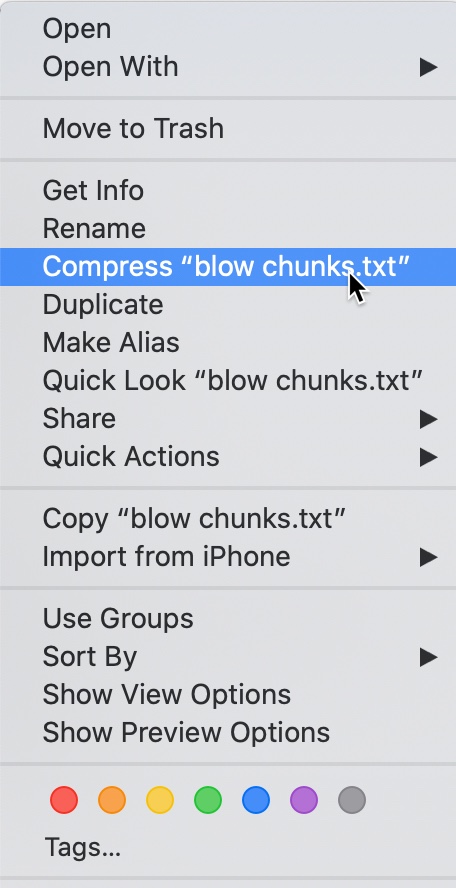 Open
Open With
Move to Trash
Get Info
Rename
Compress “blow chunks.txt”
Duplicate
Make Alias
Quick Look “blow chunks.txt”
Share
Quick Actions
Copy “blow chunks.txt”
Import from iPhone
Use Groups
Sort By
Show View Options
Show Preview Options
Tags...